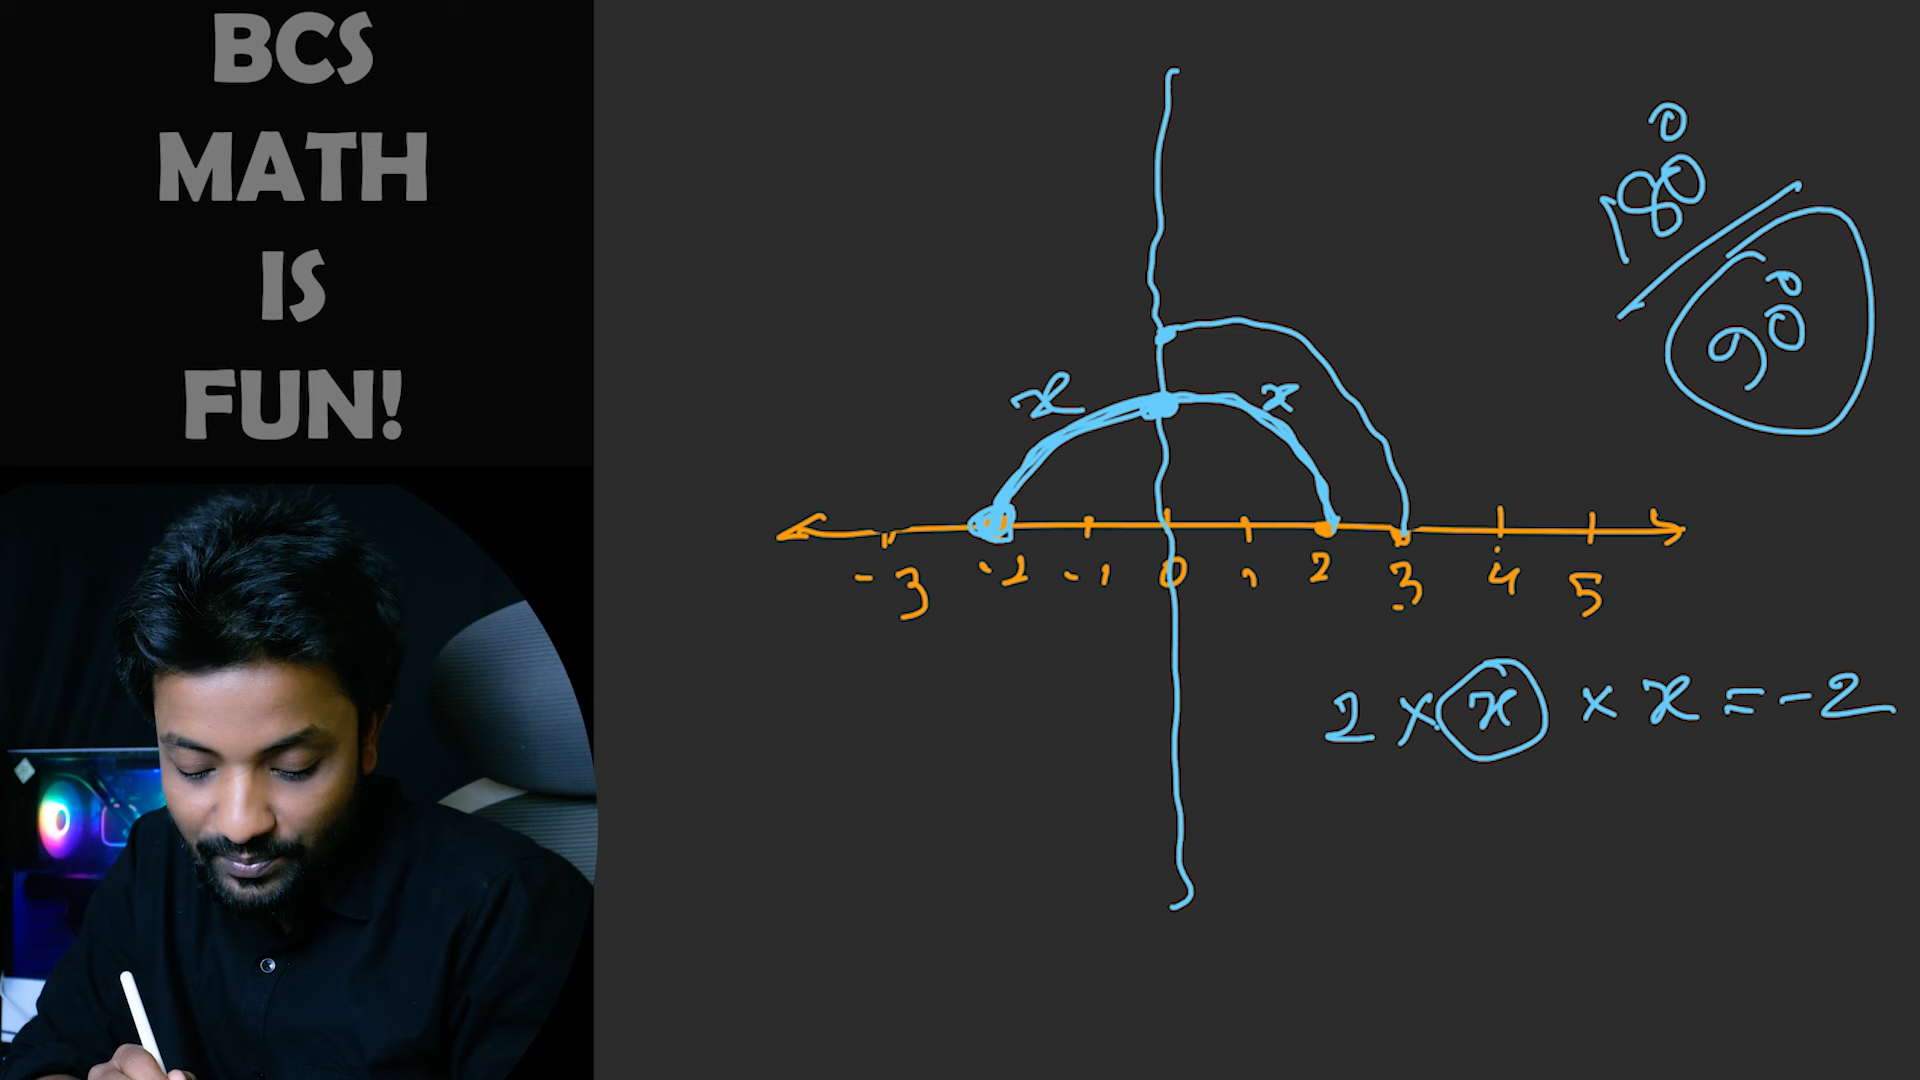 BCS
MATH
IS
FUN!
180°
90°
x x
-3 -2 -1 0 1 2 3 4 5
2 × x × x = -2